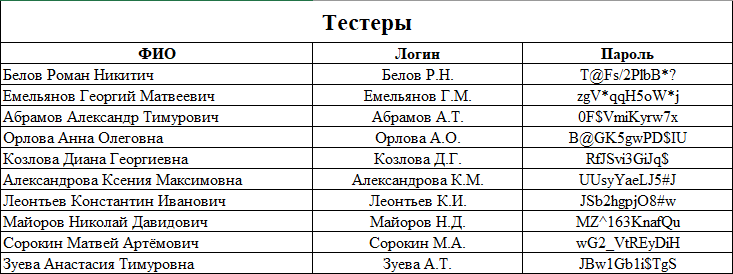 Тестеры
ФИО Логин Пароль
Белов Роман Никитич Белов Р.Н. T@Fs/2PlbB*?
Емельянов Георгий Матвеевич Емельянов Г.М. zgV*qqH5oW*j
Абрамов Александр Тимурович Абрамов А.Т. 0F$VmiKyrw7x
Орлова Анна Олеговна Орлова А.О. B@GK5gwPD$IU
Козлова Диана Георгиевна Козлова Д.Г. RfJSvi3GiJq$
Александрова Ксения Максимовна Александрова К.М. UUsyYaeLJ5#J
Леонтьев Константин Иванович Леонтьев К.И. JSb2hgpjO8#w
Майоров Николай Давидович Майоров Н.Д. MZ^163KnafQu
Сорокин Матвей Артёмович Сорокин М.А. wG2_VtREyDiH
Зуева Анастасия Тимуровна Зуева А.Т. JBw1Gb1i$TgS